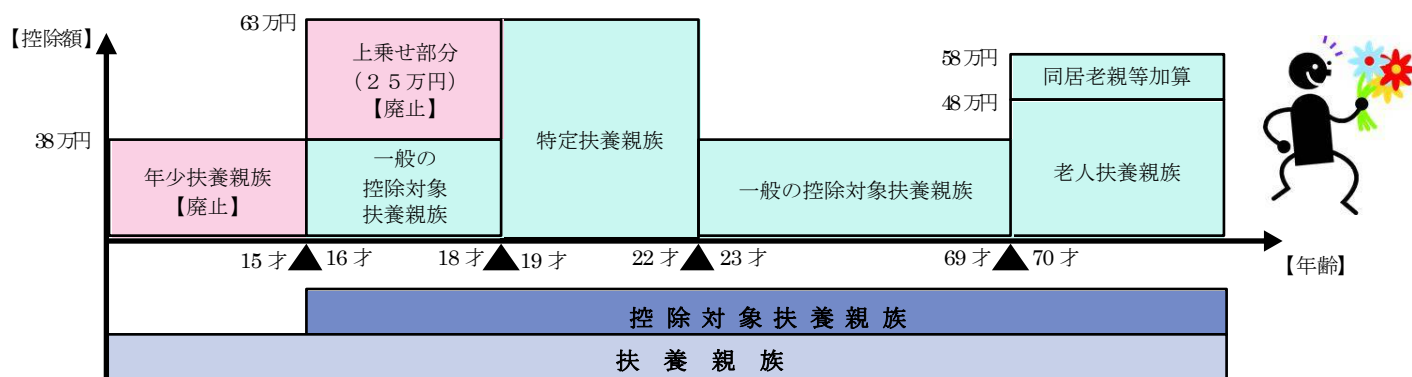 【控除額】
63万円
38万円
年少扶養親族
【廃止】
上乗せ部分
(25万円)
【廃止】
一般の
控除対象
扶養親族
特定扶養親族
一般の控除対象扶養親族
58万円
48万円
同居老親等加算
老人扶養親族
15才 16才 18才 19才 22才 23才 69才 70才
【年齢】
控除対象扶養親族
扶養親族